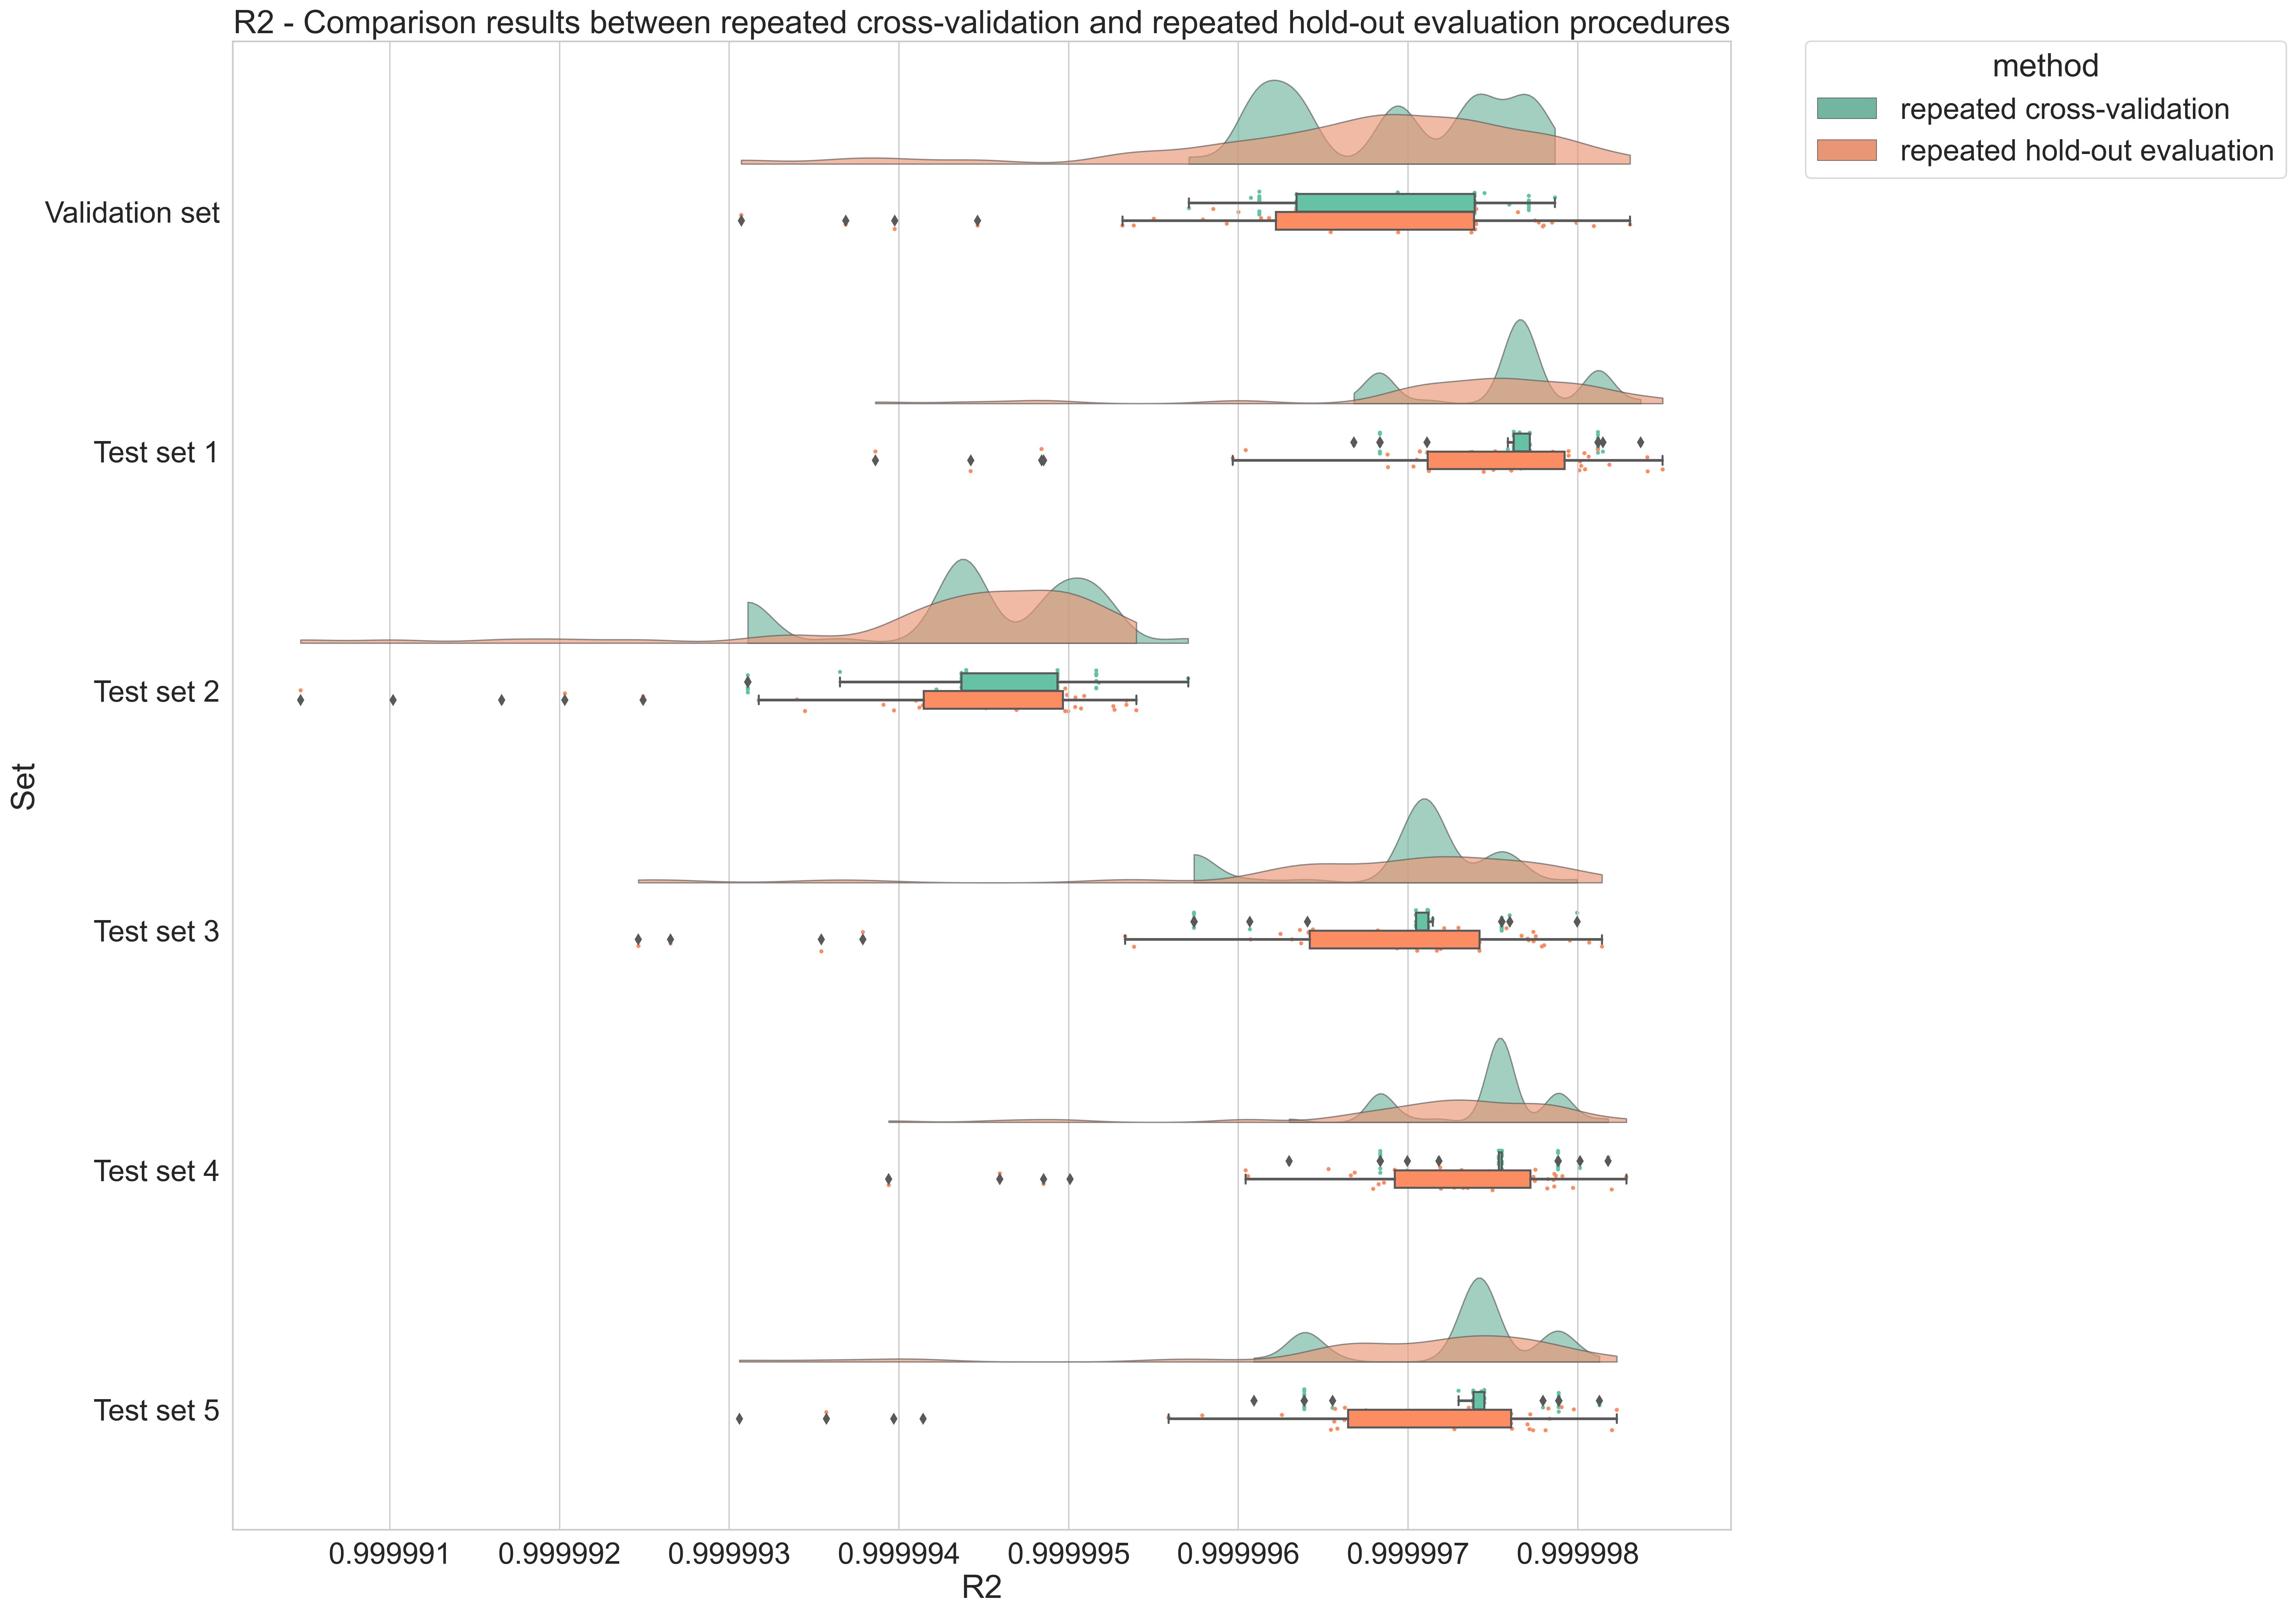 R2 - Comparison results between repeated cross-validation and repeated hold-out evaluation procedures
method
repeated cross-validation
repeated hold-out evaluation
Validation set
Test set 1
Test set 2
Set
Test set 3
Test set 4
Test set 5
0.999991 0.999992 0.999993 0.999994 0.999995 0.999996 0.999997 0.999998
R2